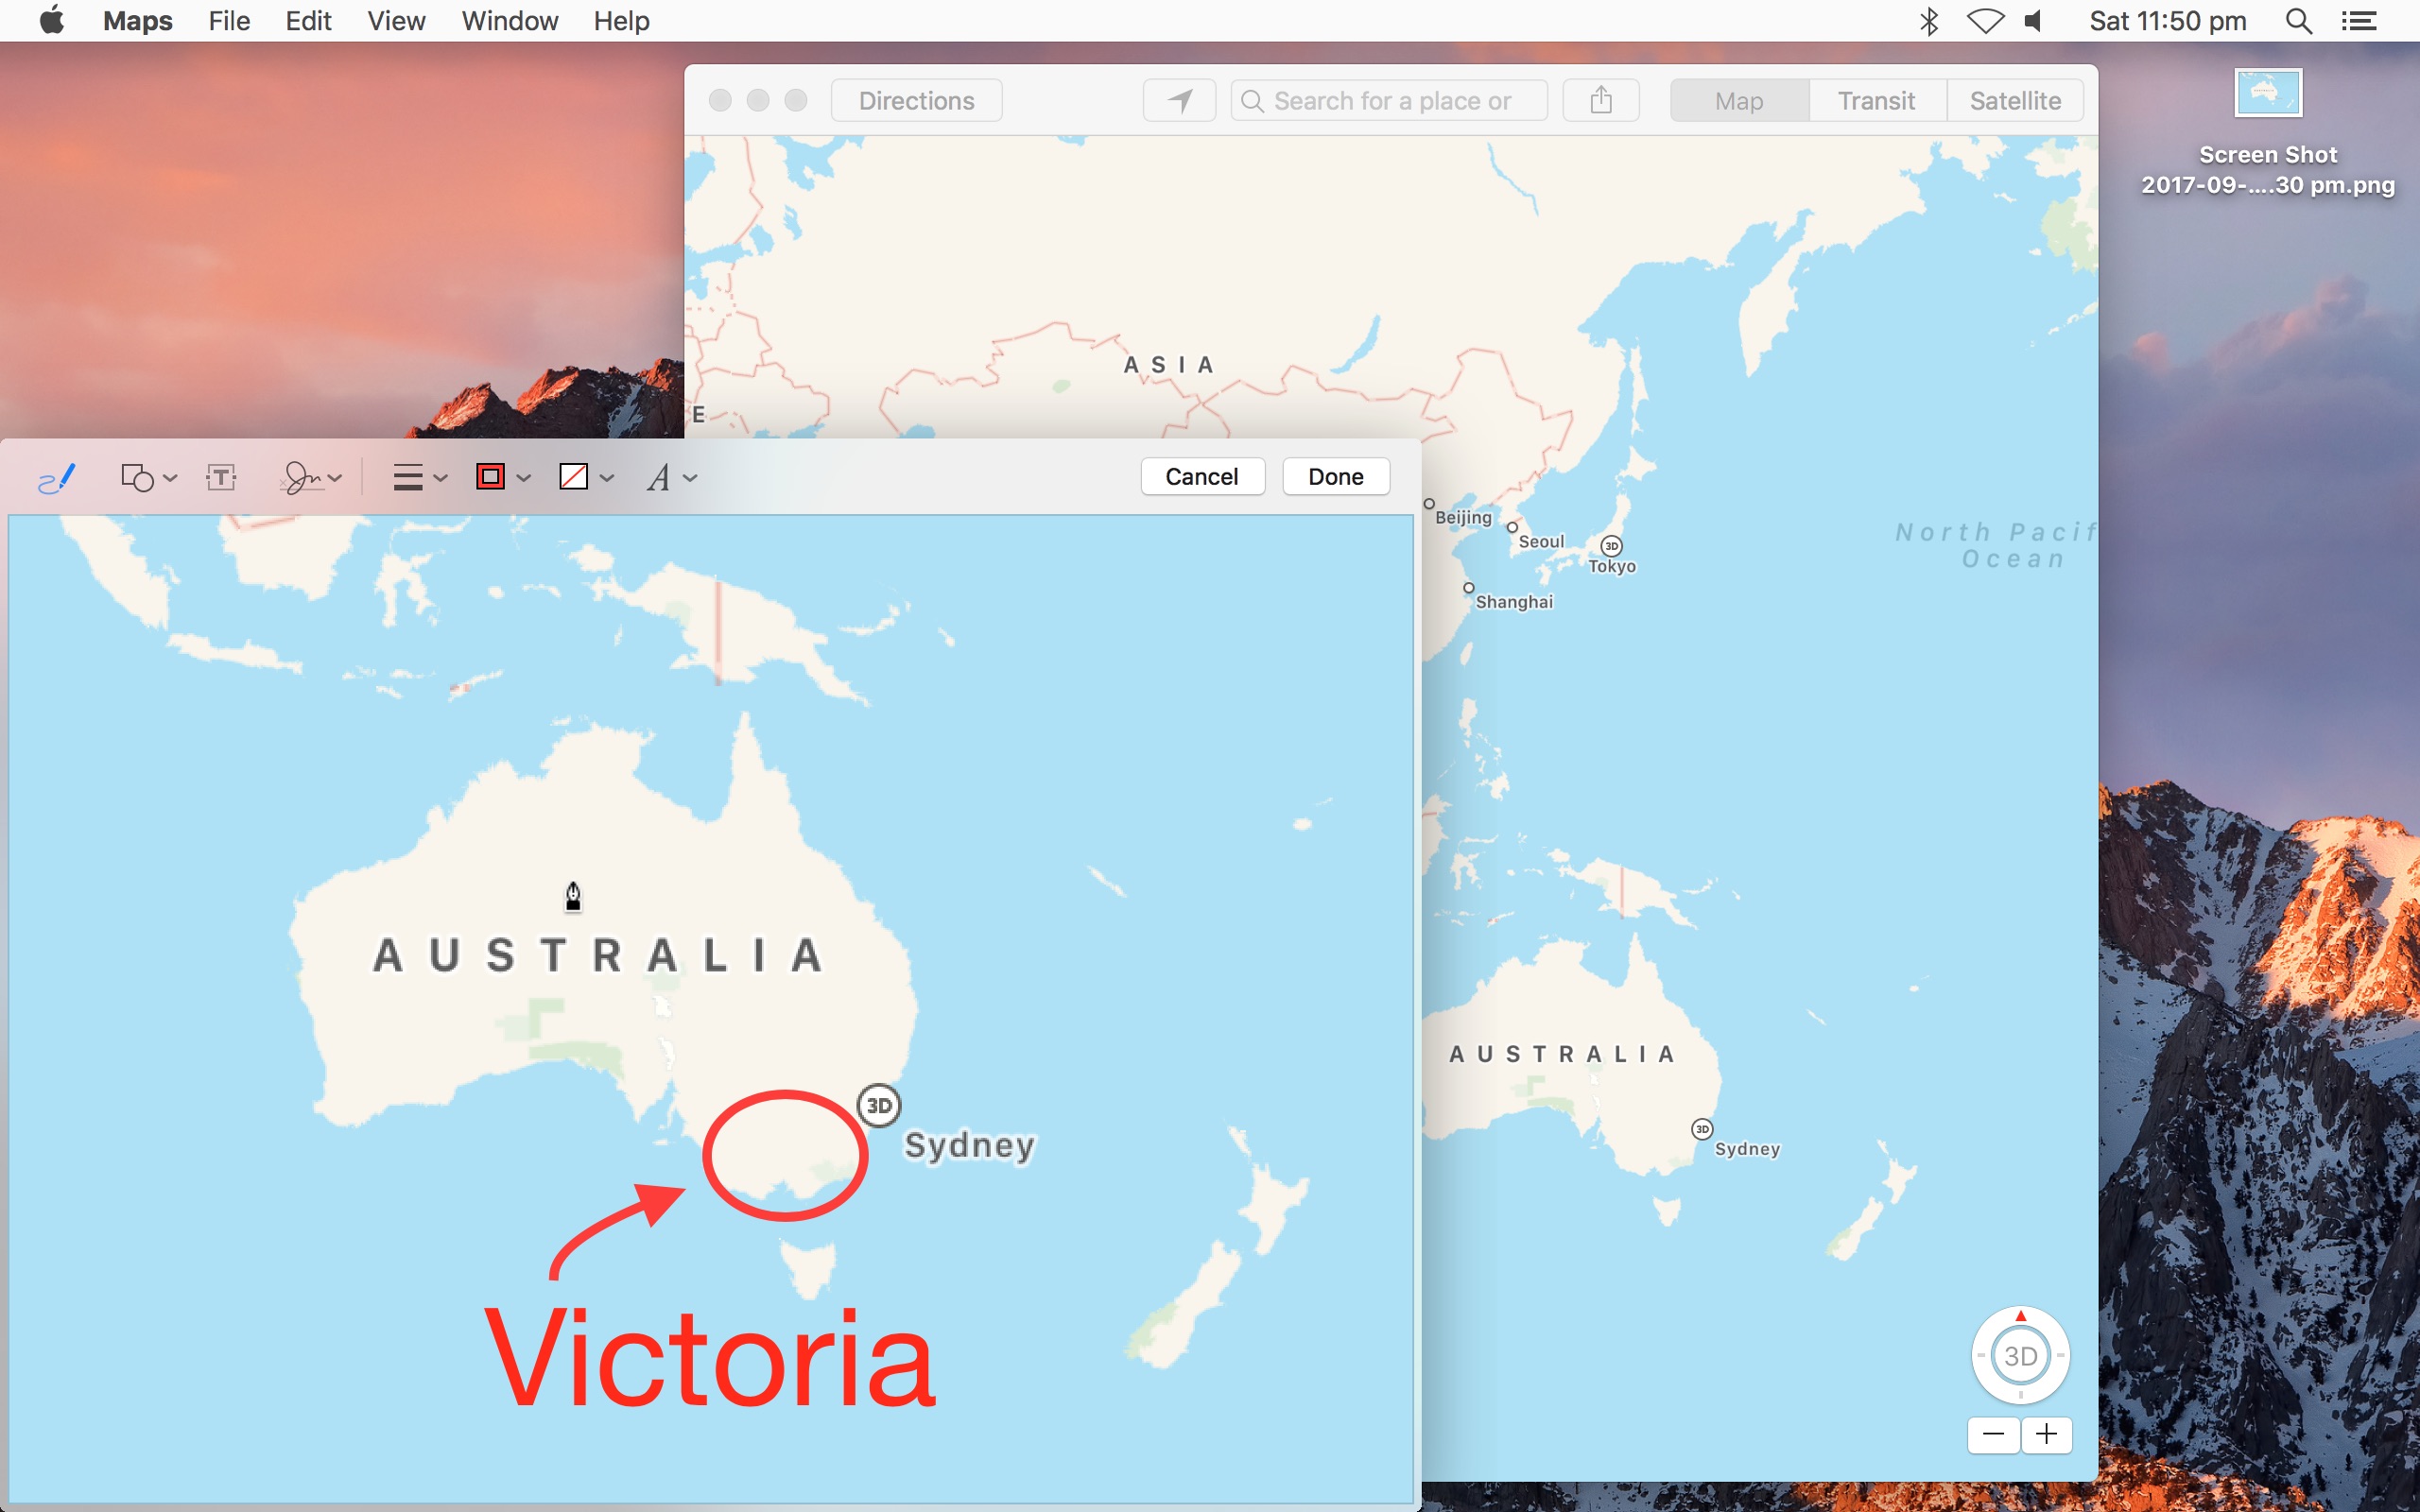 Maps File Edit View Window Help Sat 11:50 pm
Directions Search for a place or Map Transit Satellite
Screen Shot
2017-09-....30 pm.png
ASIA
E
T A Cancel Done
Beijing
Seoul
3D
Tokyo
Shanghai
North Pacif
Ocean
AUSTRALIA
3D
Sydney
Victoria
AUSTRALIA
3D
Sydney
3D